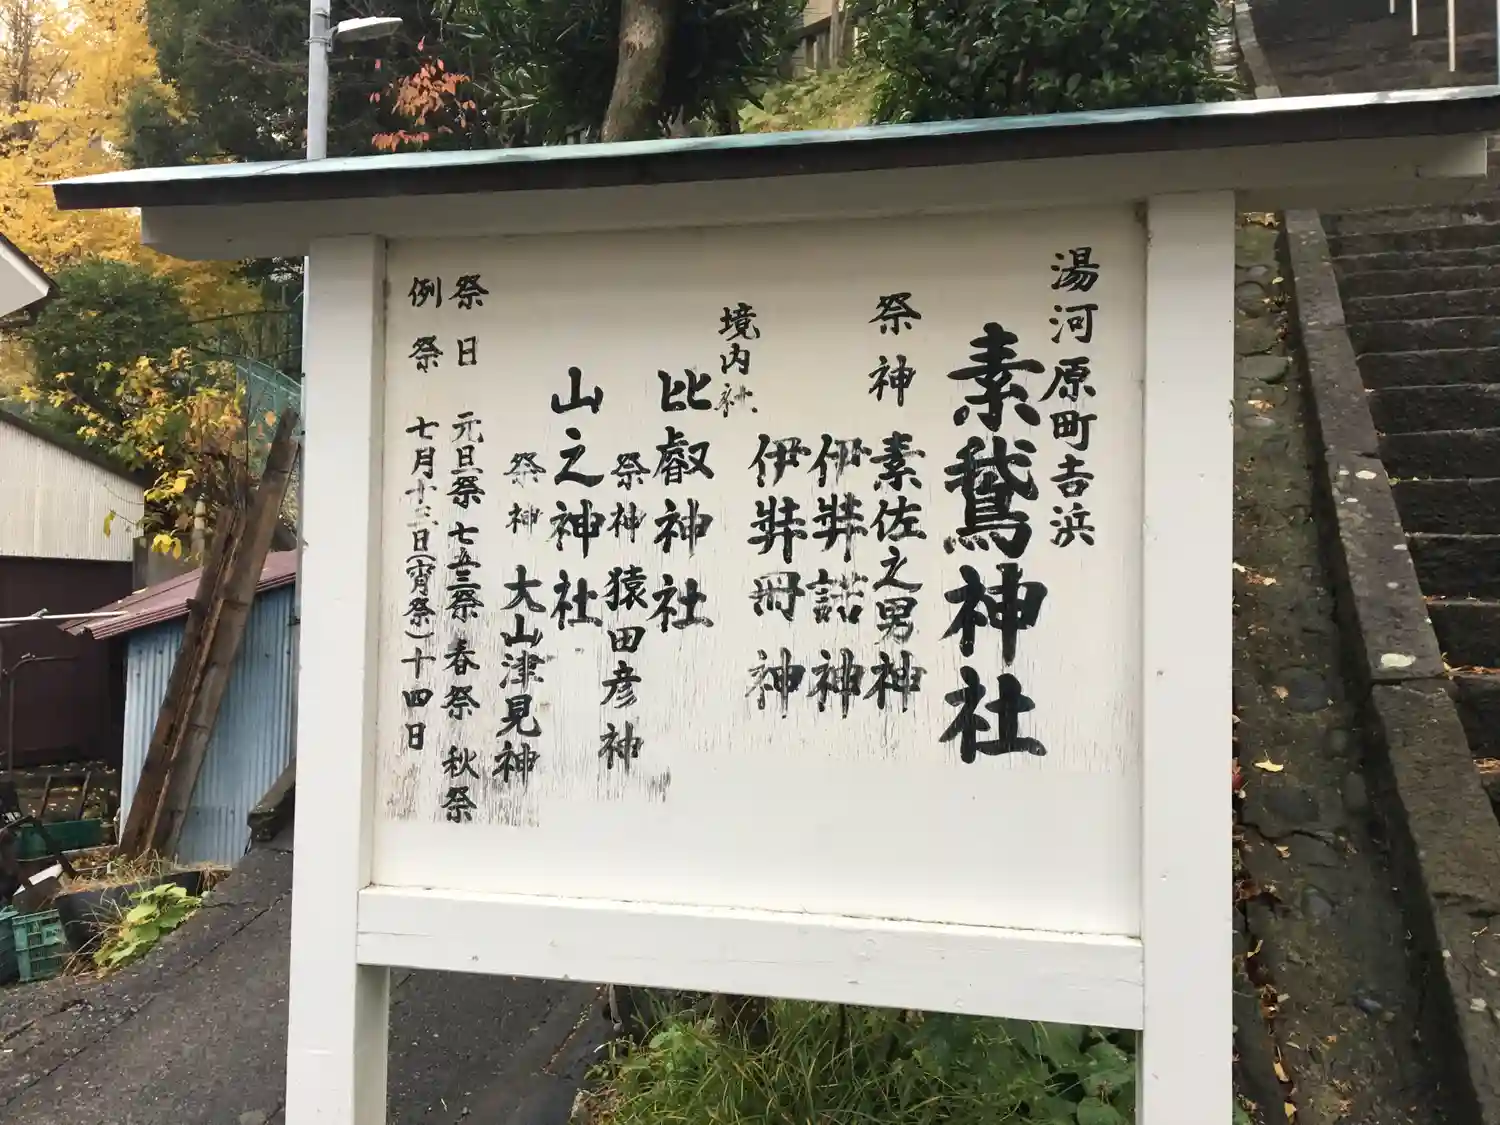 湯河原町吉浜
素鵞神社
祭神 素佐之男神
伊弉諾神
伊弉冊神
境内社
比叡神社
祭神 猿田彦神
山之神社
祭神 大山津見神
祭日 元旦祭 七五三祭 春祭 秋祭
例祭 七月十三日(宵祭)十四日